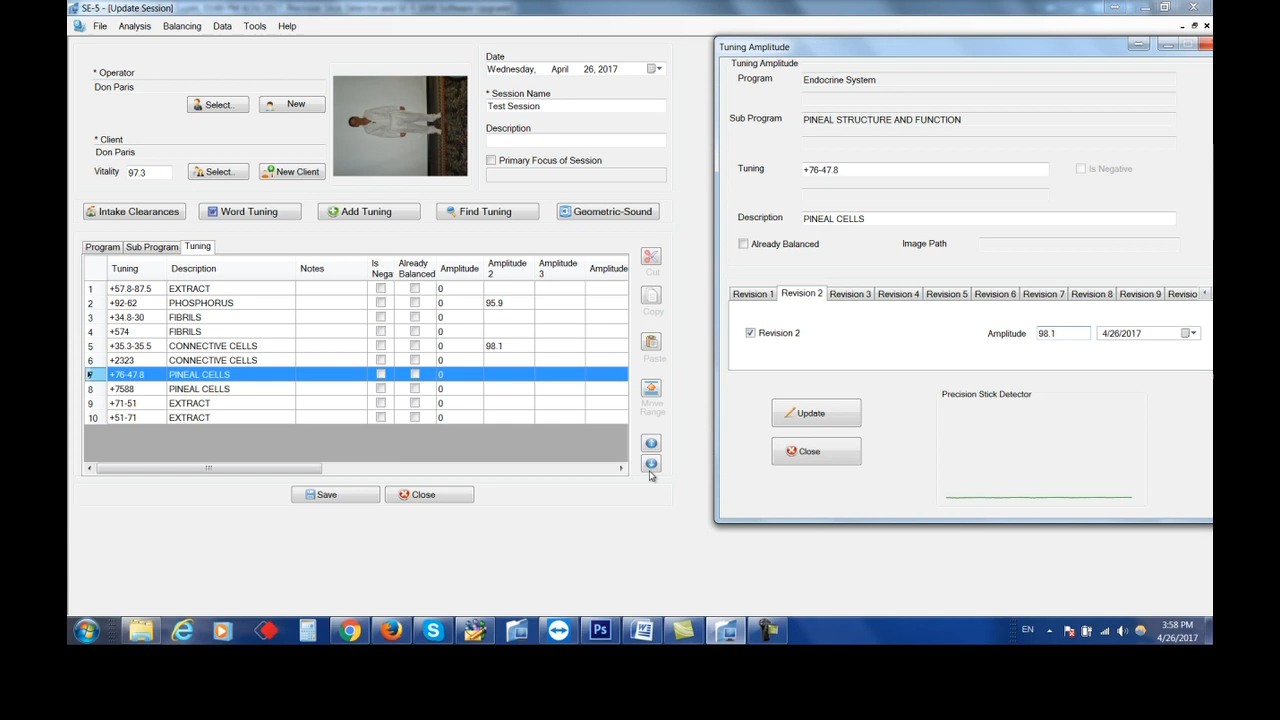 SE-5 - [Update Session]
File Analysis Balancing Data Tools Help
* Operator
Don Paris
Select..
New
* Client
Don Paris
Vitality 97.3
Select..
New Client
Date
Wednesday, April 26, 2017
* Session Name
Test Session
Description
Primary Focus of Session
Intake Clearances
Word Tuning
Add Tuning
Find Tuning
Geometric-Sound
Program Sub Program Tuning
Tuning Description Notes Is Nega Already Balanced Amplitude Amplitude 2 Amplitude 3 Amplitude
1 +57.8-87.5 EXTRACT 0
2 +92-62 PHOSPHORUS 0 95.9
3 +34.8-30 FIBRILS 0
4 +574 FIBRILS 0
5 +35.3-35.5 CONNECTIVE CELLS 0 98.1
6 +2323 CONNECTIVE CELLS 0
7 +76-47.8 PINEAL CELLS 0
8 +7588 PINEAL CELLS 0
9 +71-51 EXTRACT 0
10 +51-71 EXTRACT 0
Cut
Copy
Paste
Move Range
Save
Close
Tuning Amplitude
Tuning Amplitude
Program Endocrine System
Sub Program PINEAL STRUCTURE AND FUNCTION
Tuning +76-47.8 Is Negative
Description PINEAL CELLS
Already Balanced Image Path
Revision 1 Revision 2 Revision 3 Revision 4 Revision 5 Revision 6 Revision 7 Revision 8 Revision 9 Revisio
Revision 2 Amplitude 98.1 4/26/2017
Update
Close
Precision Stick Detector
EN
3:58 PM
4/26/2017